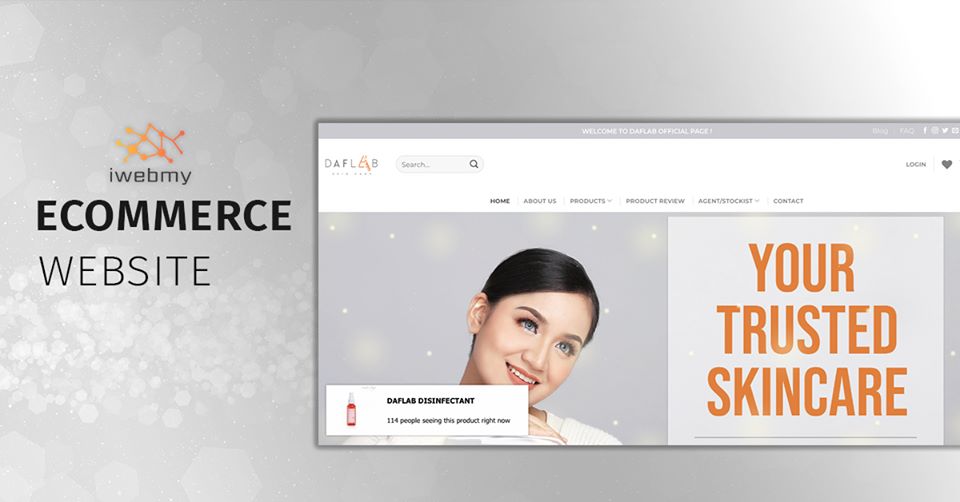 iwebmy
ECOMMERCE
WEBSITE
WELCOME TO DAFLAB OFFICIAL PAGE !
Blog
FAQ
DAFLAB
SKIN CARE
Search...
LOGIN
HOME
ABOUT US
PRODUCTS
PRODUCT REVIEW
AGENT/STOCKIST
CONTACT
YOUR
TRUSTED
SKINCARE
DAFLAB DISINFECTANT
114 people seeing this product right now